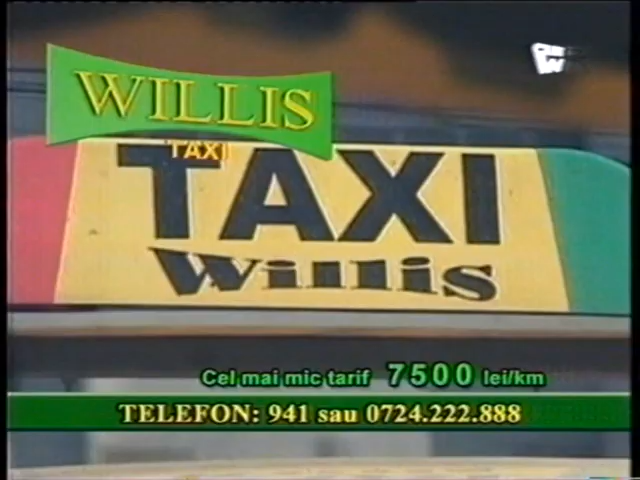 WILLIS
TAXI
TAXI
Willis
Cel mai mic tarif 7500 lei/km
TELEFON: 941 sau 0724.222.888